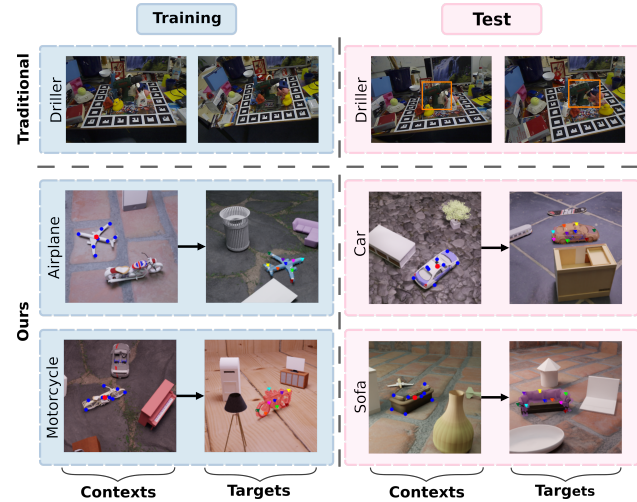 Training
Test
Traditional
Driller
Driller
Ours
Airplane
Car
Motorcycle
Sofa
Contexts
Targets
Contexts
Targets